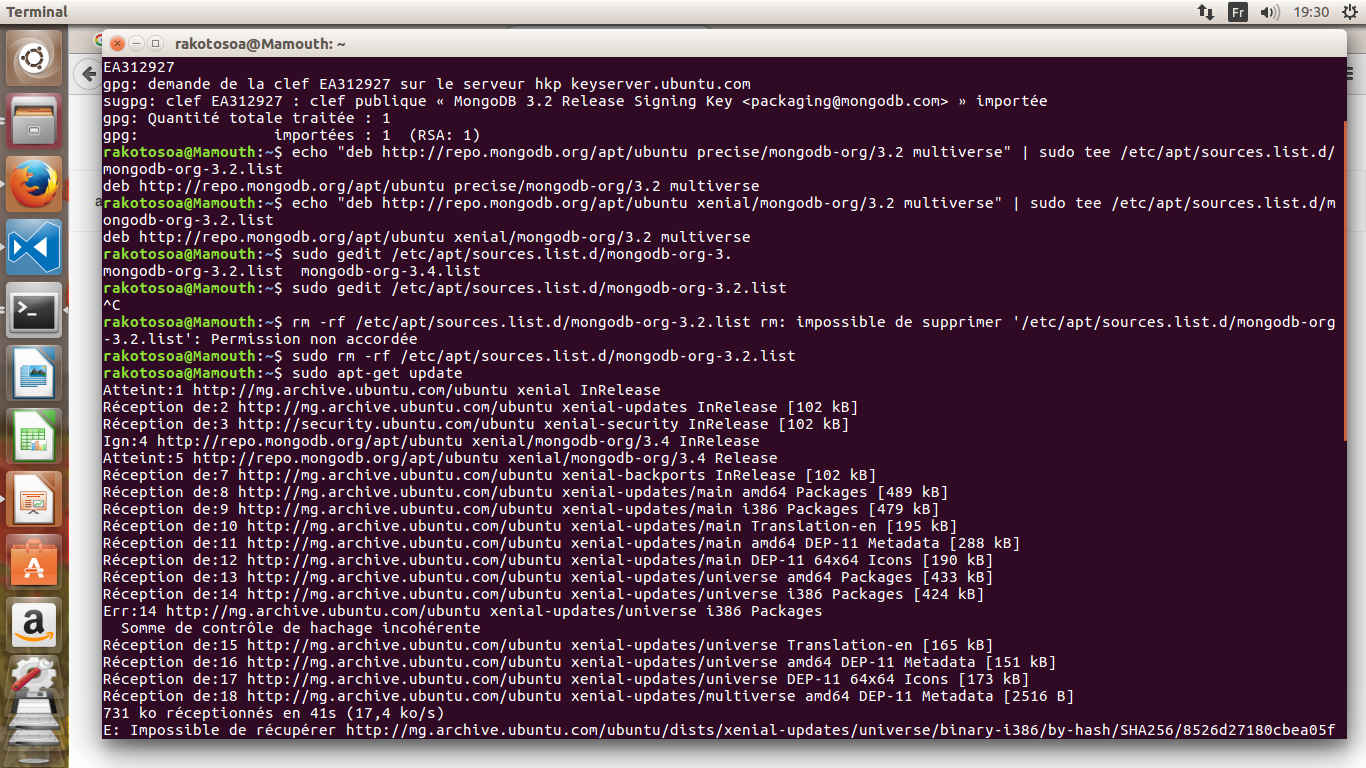 Terminal
Fr
19:30
rakotosoa@Mamouth: ~
EA312927
gpg: demande de la clef EA312927 sur le serveur hkp keyserver.ubuntu.com
sugpg: clef EA312927 : clef publique « MongoDB 3.2 Release Signing Key <packaging@mongodb.com> » importée
gpg: Quantité totale traitée : 1
gpg:               importées : 1  (RSA: 1)
rakotosoa@Mamouth:~$ echo "deb http://repo.mongodb.org/apt/ubuntu precise/mongodb-org/3.2 multiverse" | sudo tee /etc/apt/sources.list.d/
mongodb-org-3.2.list
deb http://repo.mongodb.org/apt/ubuntu precise/mongodb-org/3.2 multiverse
rakotosoa@Mamouth:~$ echo "deb http://repo.mongodb.org/apt/ubuntu xenial/mongodb-org/3.2 multiverse" | sudo tee /etc/apt/sources.list.d/m
ongodb-org-3.2.list
deb http://repo.mongodb.org/apt/ubuntu xenial/mongodb-org/3.2 multiverse
rakotosoa@Mamouth:~$ sudo gedit /etc/apt/sources.list.d/mongodb-org-3.
mongodb-org-3.2.list  mongodb-org-3.4.list
rakotosoa@Mamouth:~$ sudo gedit /etc/apt/sources.list.d/mongodb-org-3.2.list
^C
rakotosoa@Mamouth:~$ rm -rf /etc/apt/sources.list.d/mongodb-org-3.2.list rm: impossible de supprimer '/etc/apt/sources.list.d/mongodb-org
-3.2.list': Permission non accordée
rakotosoa@Mamouth:~$ sudo rm -rf /etc/apt/sources.list.d/mongodb-org-3.2.list
rakotosoa@Mamouth:~$ sudo apt-get update
Atteint:1 http://mg.archive.ubuntu.com/ubuntu xenial InRelease
Réception de:2 http://mg.archive.ubuntu.com/ubuntu xenial-updates InRelease [102 kB]
Réception de:3 http://security.ubuntu.com/ubuntu xenial-security InRelease [102 kB]
Ign:4 http://repo.mongodb.org/apt/ubuntu xenial/mongodb-org/3.4 InRelease
Atteint:5 http://repo.mongodb.org/apt/ubuntu xenial/mongodb-org/3.4 Release
Réception de:7 http://mg.archive.ubuntu.com/ubuntu xenial-backports InRelease [102 kB]
Réception de:8 http://mg.archive.ubuntu.com/ubuntu xenial-updates/main amd64 Packages [489 kB]
Réception de:9 http://mg.archive.ubuntu.com/ubuntu xenial-updates/main i386 Packages [479 kB]
Réception de:10 http://mg.archive.ubuntu.com/ubuntu xenial-updates/main Translation-en [195 kB]
Réception de:11 http://mg.archive.ubuntu.com/ubuntu xenial-updates/main amd64 DEP-11 Metadata [288 kB]
Réception de:12 http://mg.archive.ubuntu.com/ubuntu xenial-updates/main DEP-11 64x64 Icons [190 kB]
Réception de:13 http://mg.archive.ubuntu.com/ubuntu xenial-updates/universe amd64 Packages [433 kB]
Réception de:14 http://mg.archive.ubuntu.com/ubuntu xenial-updates/universe i386 Packages [424 kB]
Err:14 http://mg.archive.ubuntu.com/ubuntu xenial-updates/universe i386 Packages
  Somme de contrôle de hachage incohérente
Réception de:15 http://mg.archive.ubuntu.com/ubuntu xenial-updates/universe Translation-en [165 kB]
Réception de:16 http://mg.archive.ubuntu.com/ubuntu xenial-updates/universe amd64 DEP-11 Metadata [151 kB]
Réception de:17 http://mg.archive.ubuntu.com/ubuntu xenial-updates/universe DEP-11 64x64 Icons [173 kB]
Réception de:18 http://mg.archive.ubuntu.com/ubuntu xenial-updates/multiverse amd64 DEP-11 Metadata [2516 B]
731 ko réceptionnés en 41s (17,4 ko/s)
E: Impossible de récupérer http://mg.archive.ubuntu.com/ubuntu/dists/xenial-updates/universe/binary-i386/by-hash/SHA256/8526d27180cbea05f